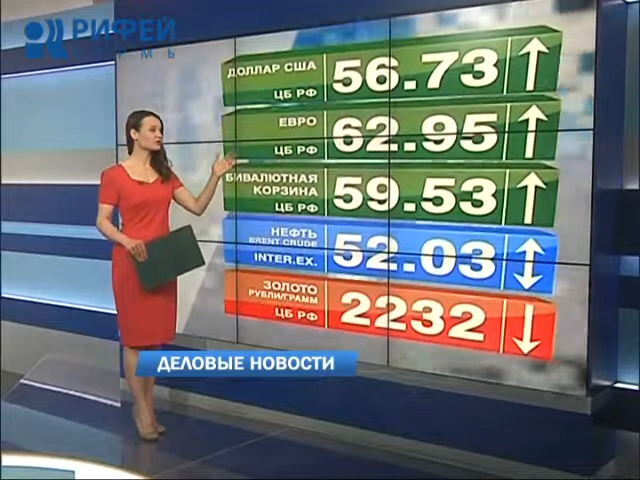 РИФЕЙ
ПЕРМЬ
ДОЛЛАР США
ЦБ РФ
56.73
ЕВРО
ЦБ РФ
62.95
БИВАЛЮТНАЯ
КОРЗИНА
ЦБ РФ
59.53
НЕФТЬ
BRENT CRUDE
INTER.EX.
52.03
ЗОЛОТО
РУБЛИ/ГРАММ
ЦБ РФ
2232
ДЕЛОВЫЕ НОВОСТИ